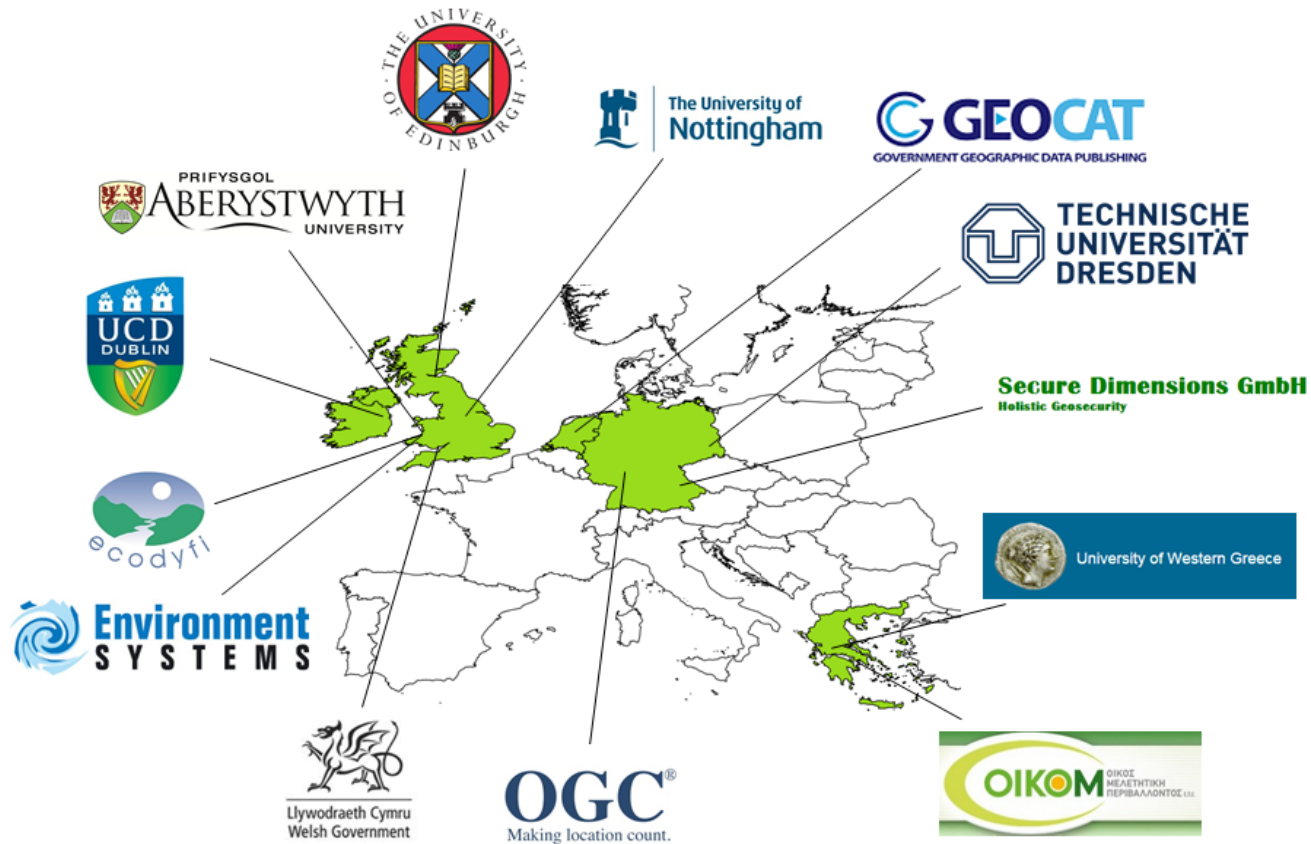 · THE UNIVERSITY ·
OF EDINBURGH
The University of
Nottingham
GEOCAT
GOVERNMENT GEOGRAPHIC DATA PUBLISHING
PRIFYSGOL
ABERYSTWYTH
UNIVERSITY
TECHNISCHE
UNIVERSITÄT
DRESDEN
UCD
DUBLIN
Secure Dimensions GmbH
Holistic Geosecurity
ecodyfi
University of Western Greece
Environment
SYSTEMS
Llywodraeth Cymru
Welsh Government
OGC®
Making location count.
ΟΙΚΟΜ
ΟΙΚΟΣ
ΜΕΛΕΤΗΤΙΚΗ
ΠΕΡΙΒΑΛΛΟΝΤΟΣ